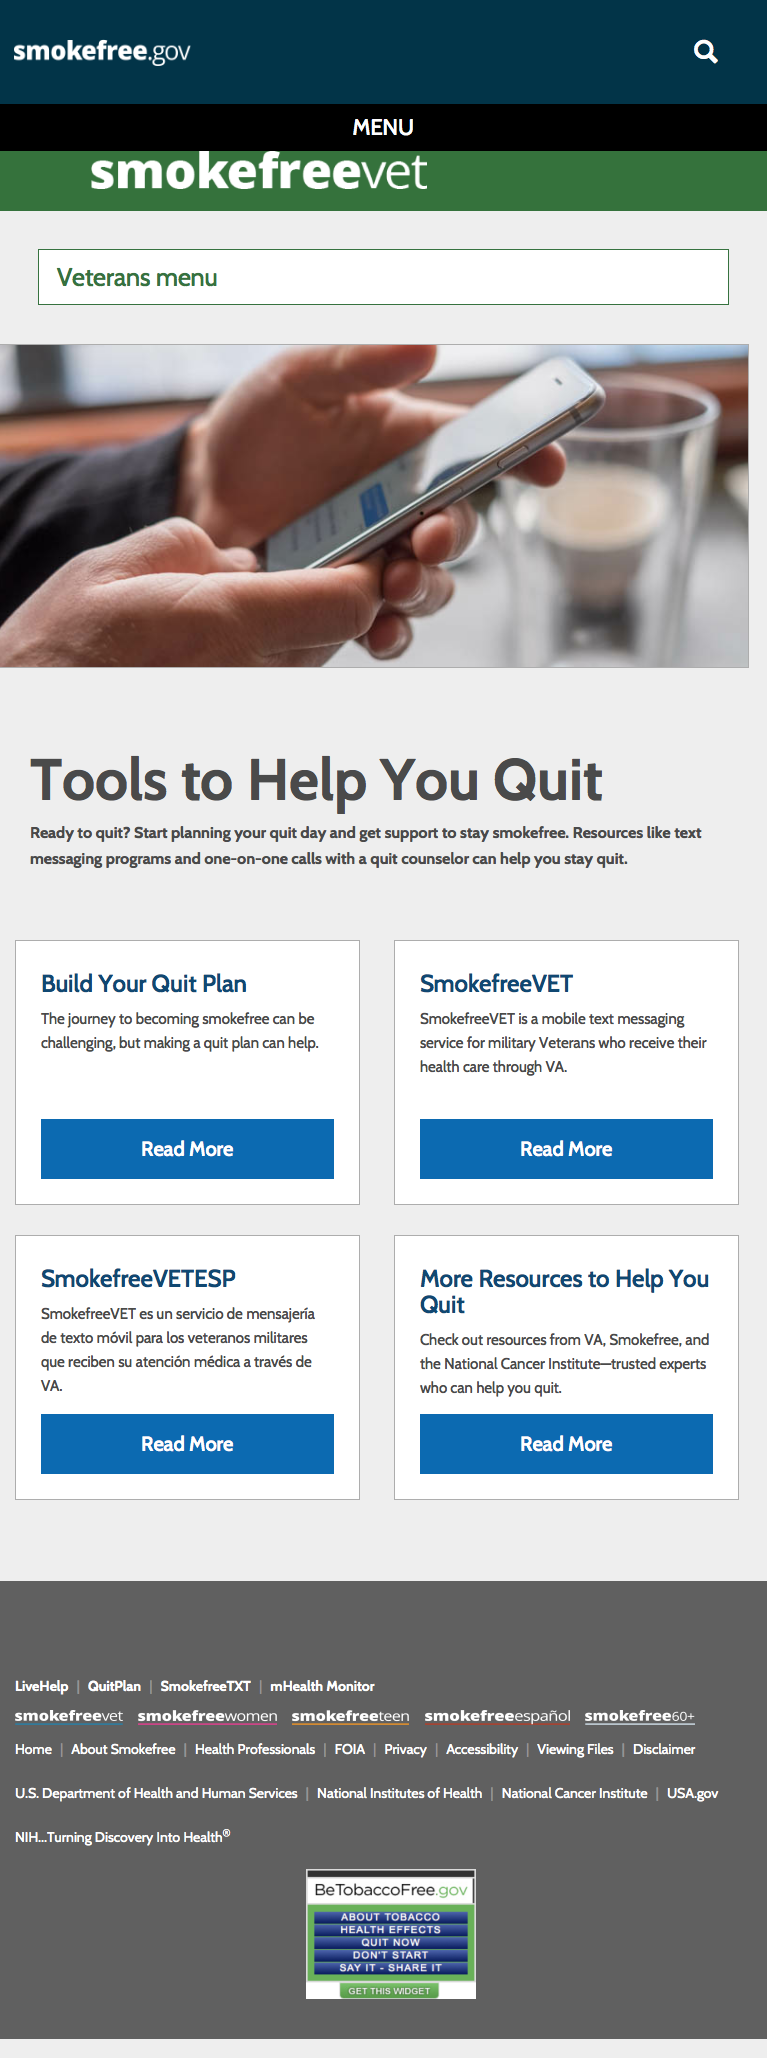 smokefree.gov
MENU
smokefreevet
Veterans menu
Tools to Help You Quit
Ready to quit? Start planning your quit day and get support to stay smokefree. Resources like text
messaging programs and one-on-one calls with a quit counselor can help you stay quit.
Build Your Quit Plan
The journey to becoming smokefree can be
challenging, but making a quit plan can help.
Read More
SmokefreeVET
SmokefreeVET is a mobile text messaging
service for military Veterans who receive their
health care through VA.
Read More
SmokefreeVETESP
SmokefreeVET es un servicio de mensajería
de texto móvil para los veteranos militares
que reciben su atención médica a través de
VA.
Read More
More Resources to Help You
Quit
Check out resources from VA, Smokefree, and
the National Cancer Institute—trusted experts
who can help you quit.
Read More
LiveHelp | QuitPlan | SmokefreeTXT | mHealth Monitor
smokefreevet smokefreewomen smokefreeteen smokefreeespañol smokefree60+
Home | About Smokefree | Health Professionals | FOIA | Privacy | Accessibility | Viewing Files | Disclaimer
U.S. Department of Health and Human Services | National Institutes of Health | National Cancer Institute | USA.gov
NIH...Turning Discovery Into Health®
BeTobaccoFree.gov
ABOUT TOBACCO
HEALTH EFFECTS
QUIT NOW
DON'T START
SAY IT - SHARE IT
GET THIS WIDGET